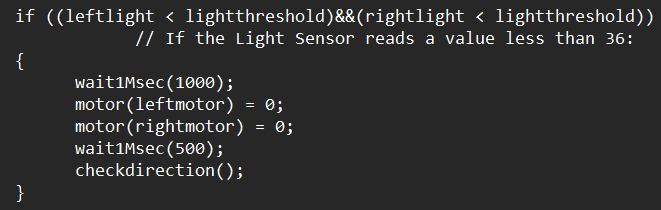 if ((leftlight < lightthreshold)&&(rightlight < lightthreshold))
// If the Light Sensor reads a value less than 36:
{
wait1Msec(1000);
motor(leftmotor) = 0;
motor(rightmotor) = 0;
wait1Msec(500);
checkdirection();
}